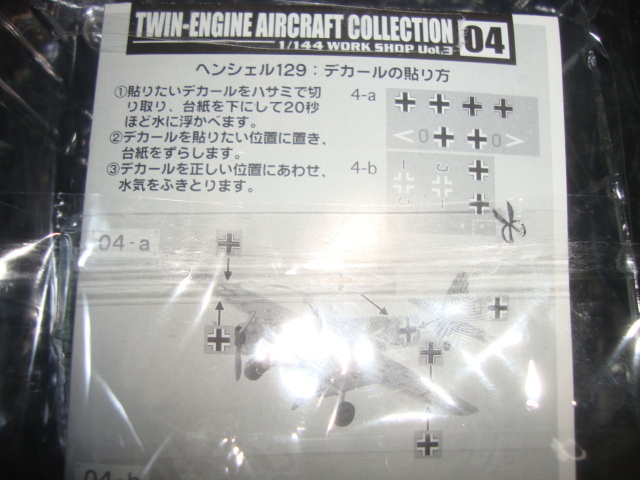 TWIN-ENGINE AIRCRAFT COLLECTION 04
1/144 WORK SHOP Vol.3
ヘンシェル129：デカールの貼り方
①貼りたいデカールをハサミで切
り取り、台紙を下にして20秒
ほど水に浮かべます。
②デカールを貼りたい位置に置き、
台紙をずらします。
③デカールを正しい位置にあわせ、
水気をふきとります。
4-a
<0 0>
4-b
04-a